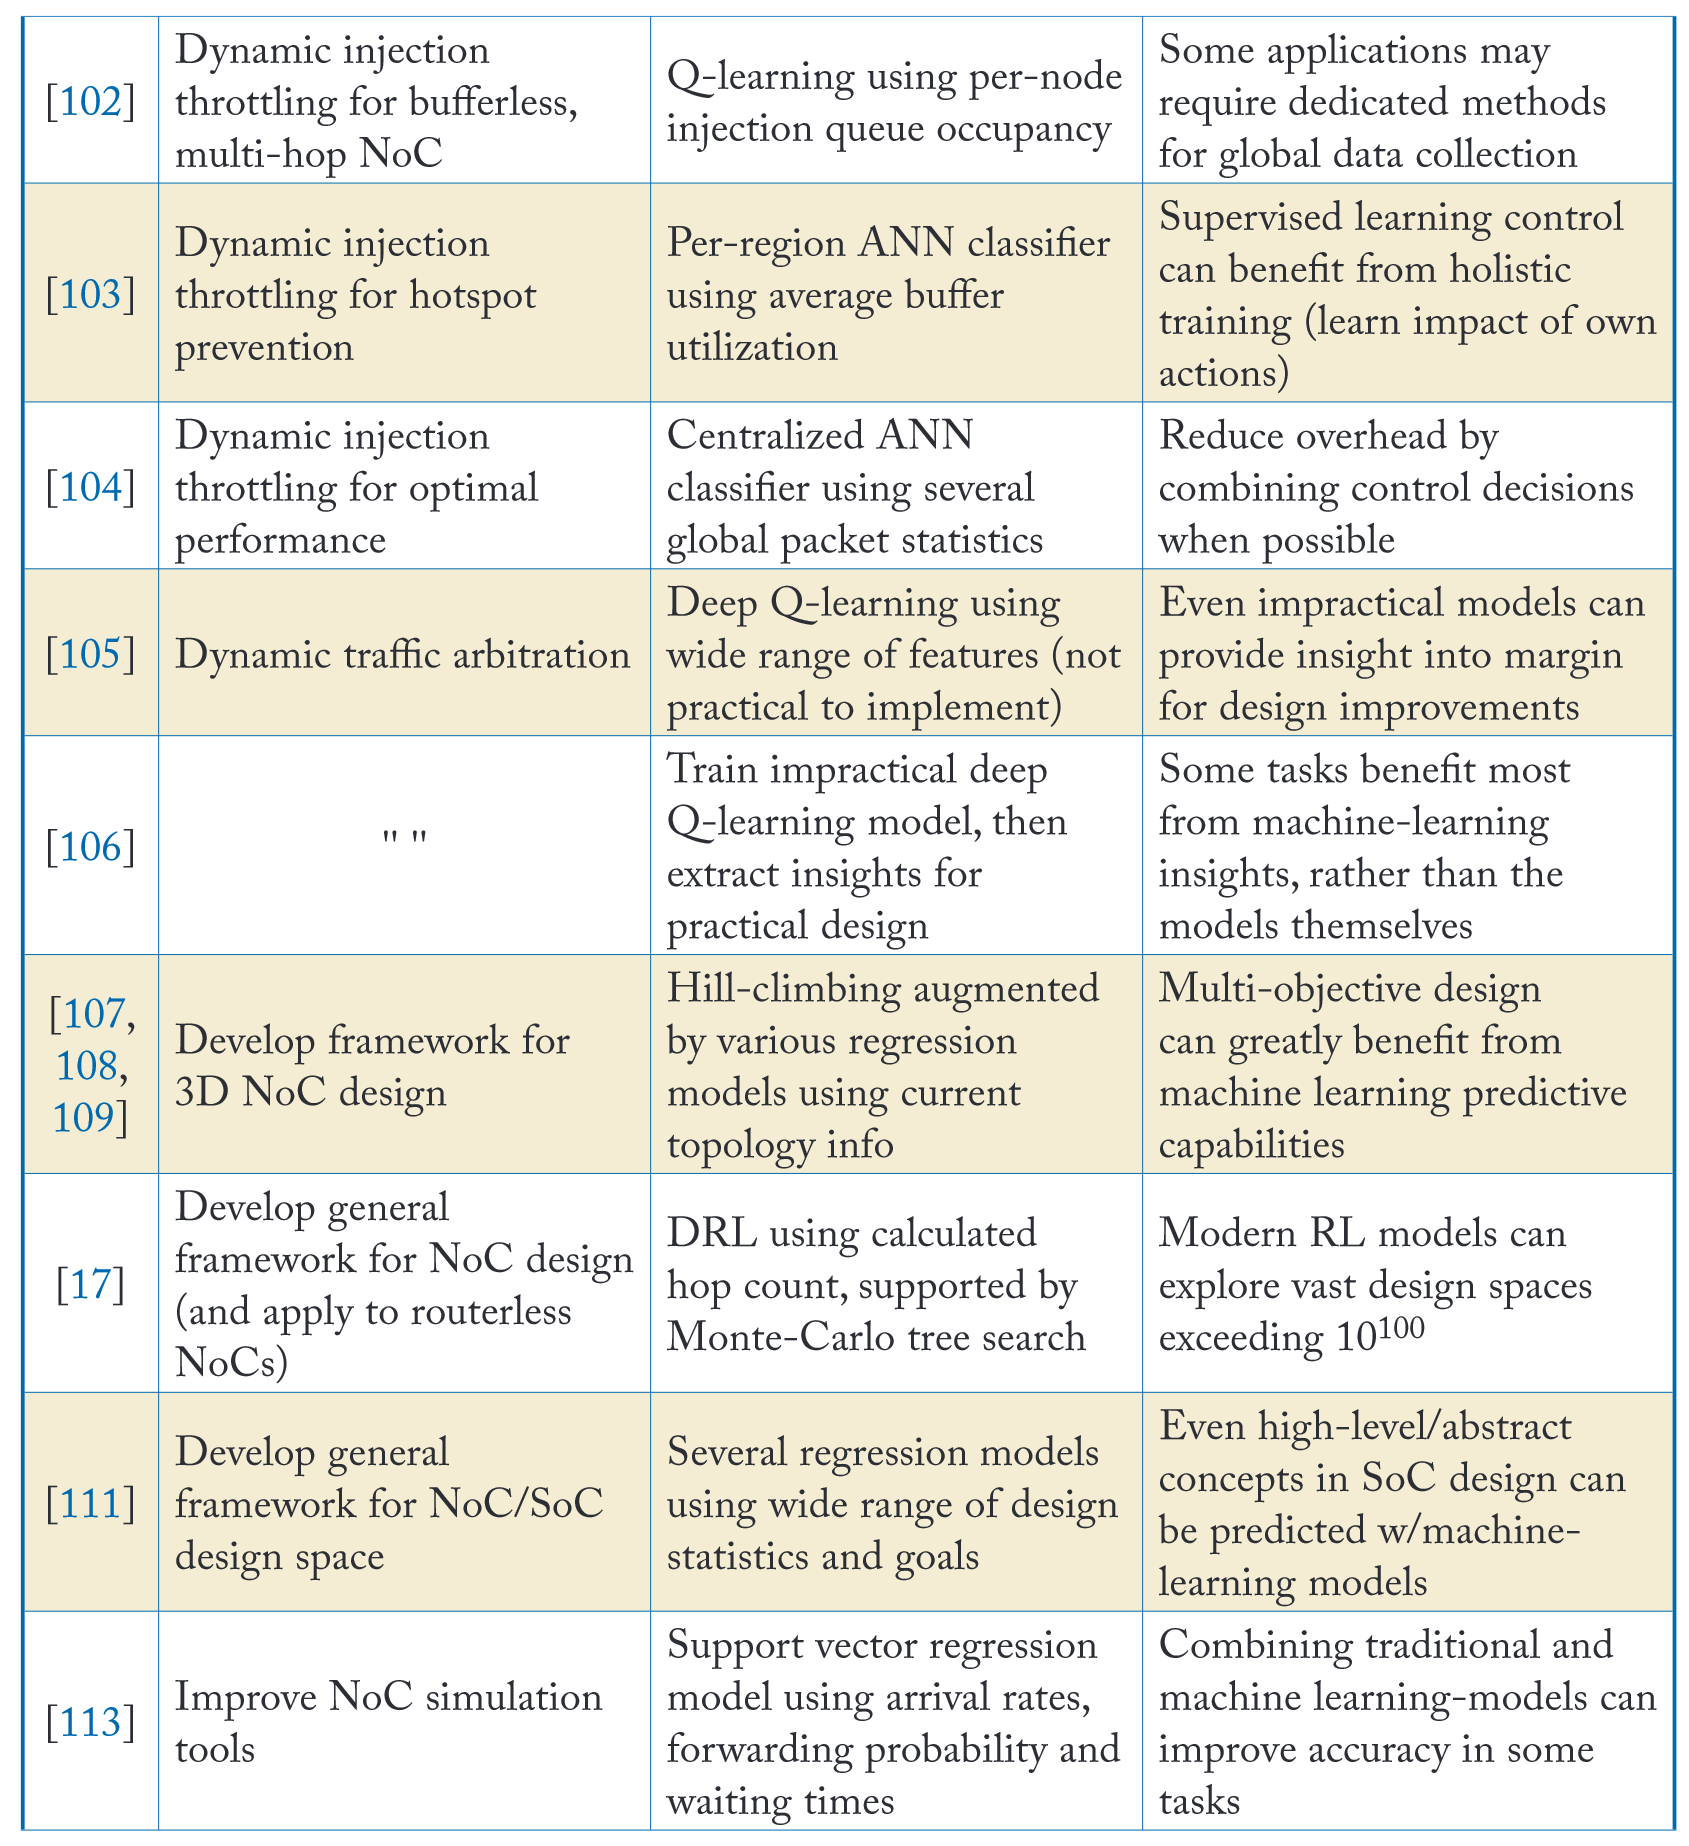 [102]
Dynamic injection
throttling for bufferless,
multi-hop NoC
Q-learning using per-node
injection queue occupancy
Some applications may
require dedicated methods
for global data collection
[103]
Dynamic injection
throttling for hotspot
prevention
Per-region ANN classifier
using average buffer
utilization
Supervised learning control
can benefit from holistic
training (learn impact of own
actions)
[104]
Dynamic injection
throttling for optimal
performance
Centralized ANN
classifier using several
global packet statistics
Reduce overhead by
combining control decisions
when possible
[105]
Dynamic traffic arbitration
Deep Q-learning using
wide range of features (not
practical to implement)
Even impractical models can
provide insight into margin
for design improvements
[106]
" "
Train impractical deep
Q-learning model, then
extract insights for
practical design
Some tasks benefit most
from machine-learning
insights, rather than the
models themselves
[107,
108,
109]
Develop framework for
3D NoC design
Hill-climbing augmented
by various regression
models using current
topology info
Multi-objective design
can greatly benefit from
machine learning predictive
capabilities
[17]
Develop general
framework for NoC design
(and apply to routerless
NoCs)
DRL using calculated
hop count, supported by
Monte-Carlo tree search
Modern RL models can
explore vast design spaces
exceeding 10^100
[111]
Develop general
framework for NoC/SoC
design space
Several regression models
using wide range of design
statistics and goals
Even high-level/abstract
concepts in SoC design can
be predicted w/machine-
learning models
[113]
Improve NoC simulation
tools
Support vector regression
model using arrival rates,
forwarding probability and
waiting times
Combining traditional and
machine learning-models can
improve accuracy in some
tasks